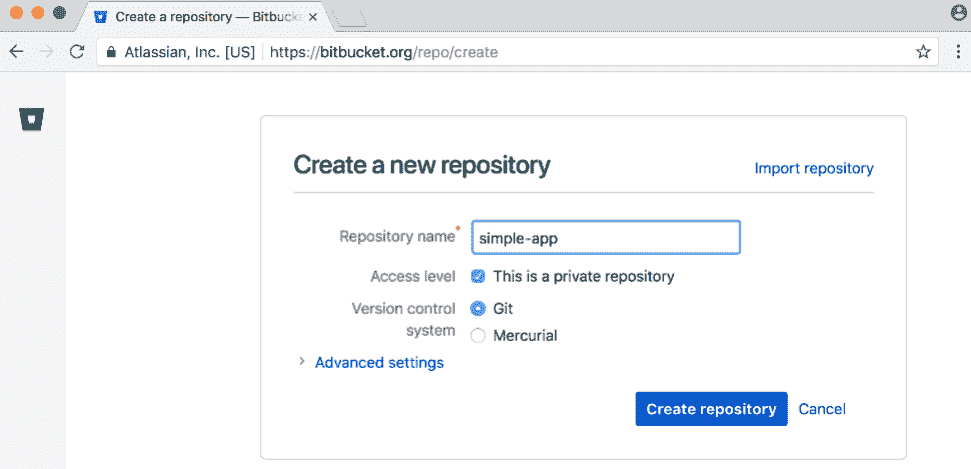 Create a repository — Bitbucke
Atlassian, Inc. [US] https://bitbucket.org/repo/create
Create a new repository
Import repository
Repository name* simple-app
Access level This is a private repository
Version control system Git
Mercurial
Advanced settings
Create repository Cancel